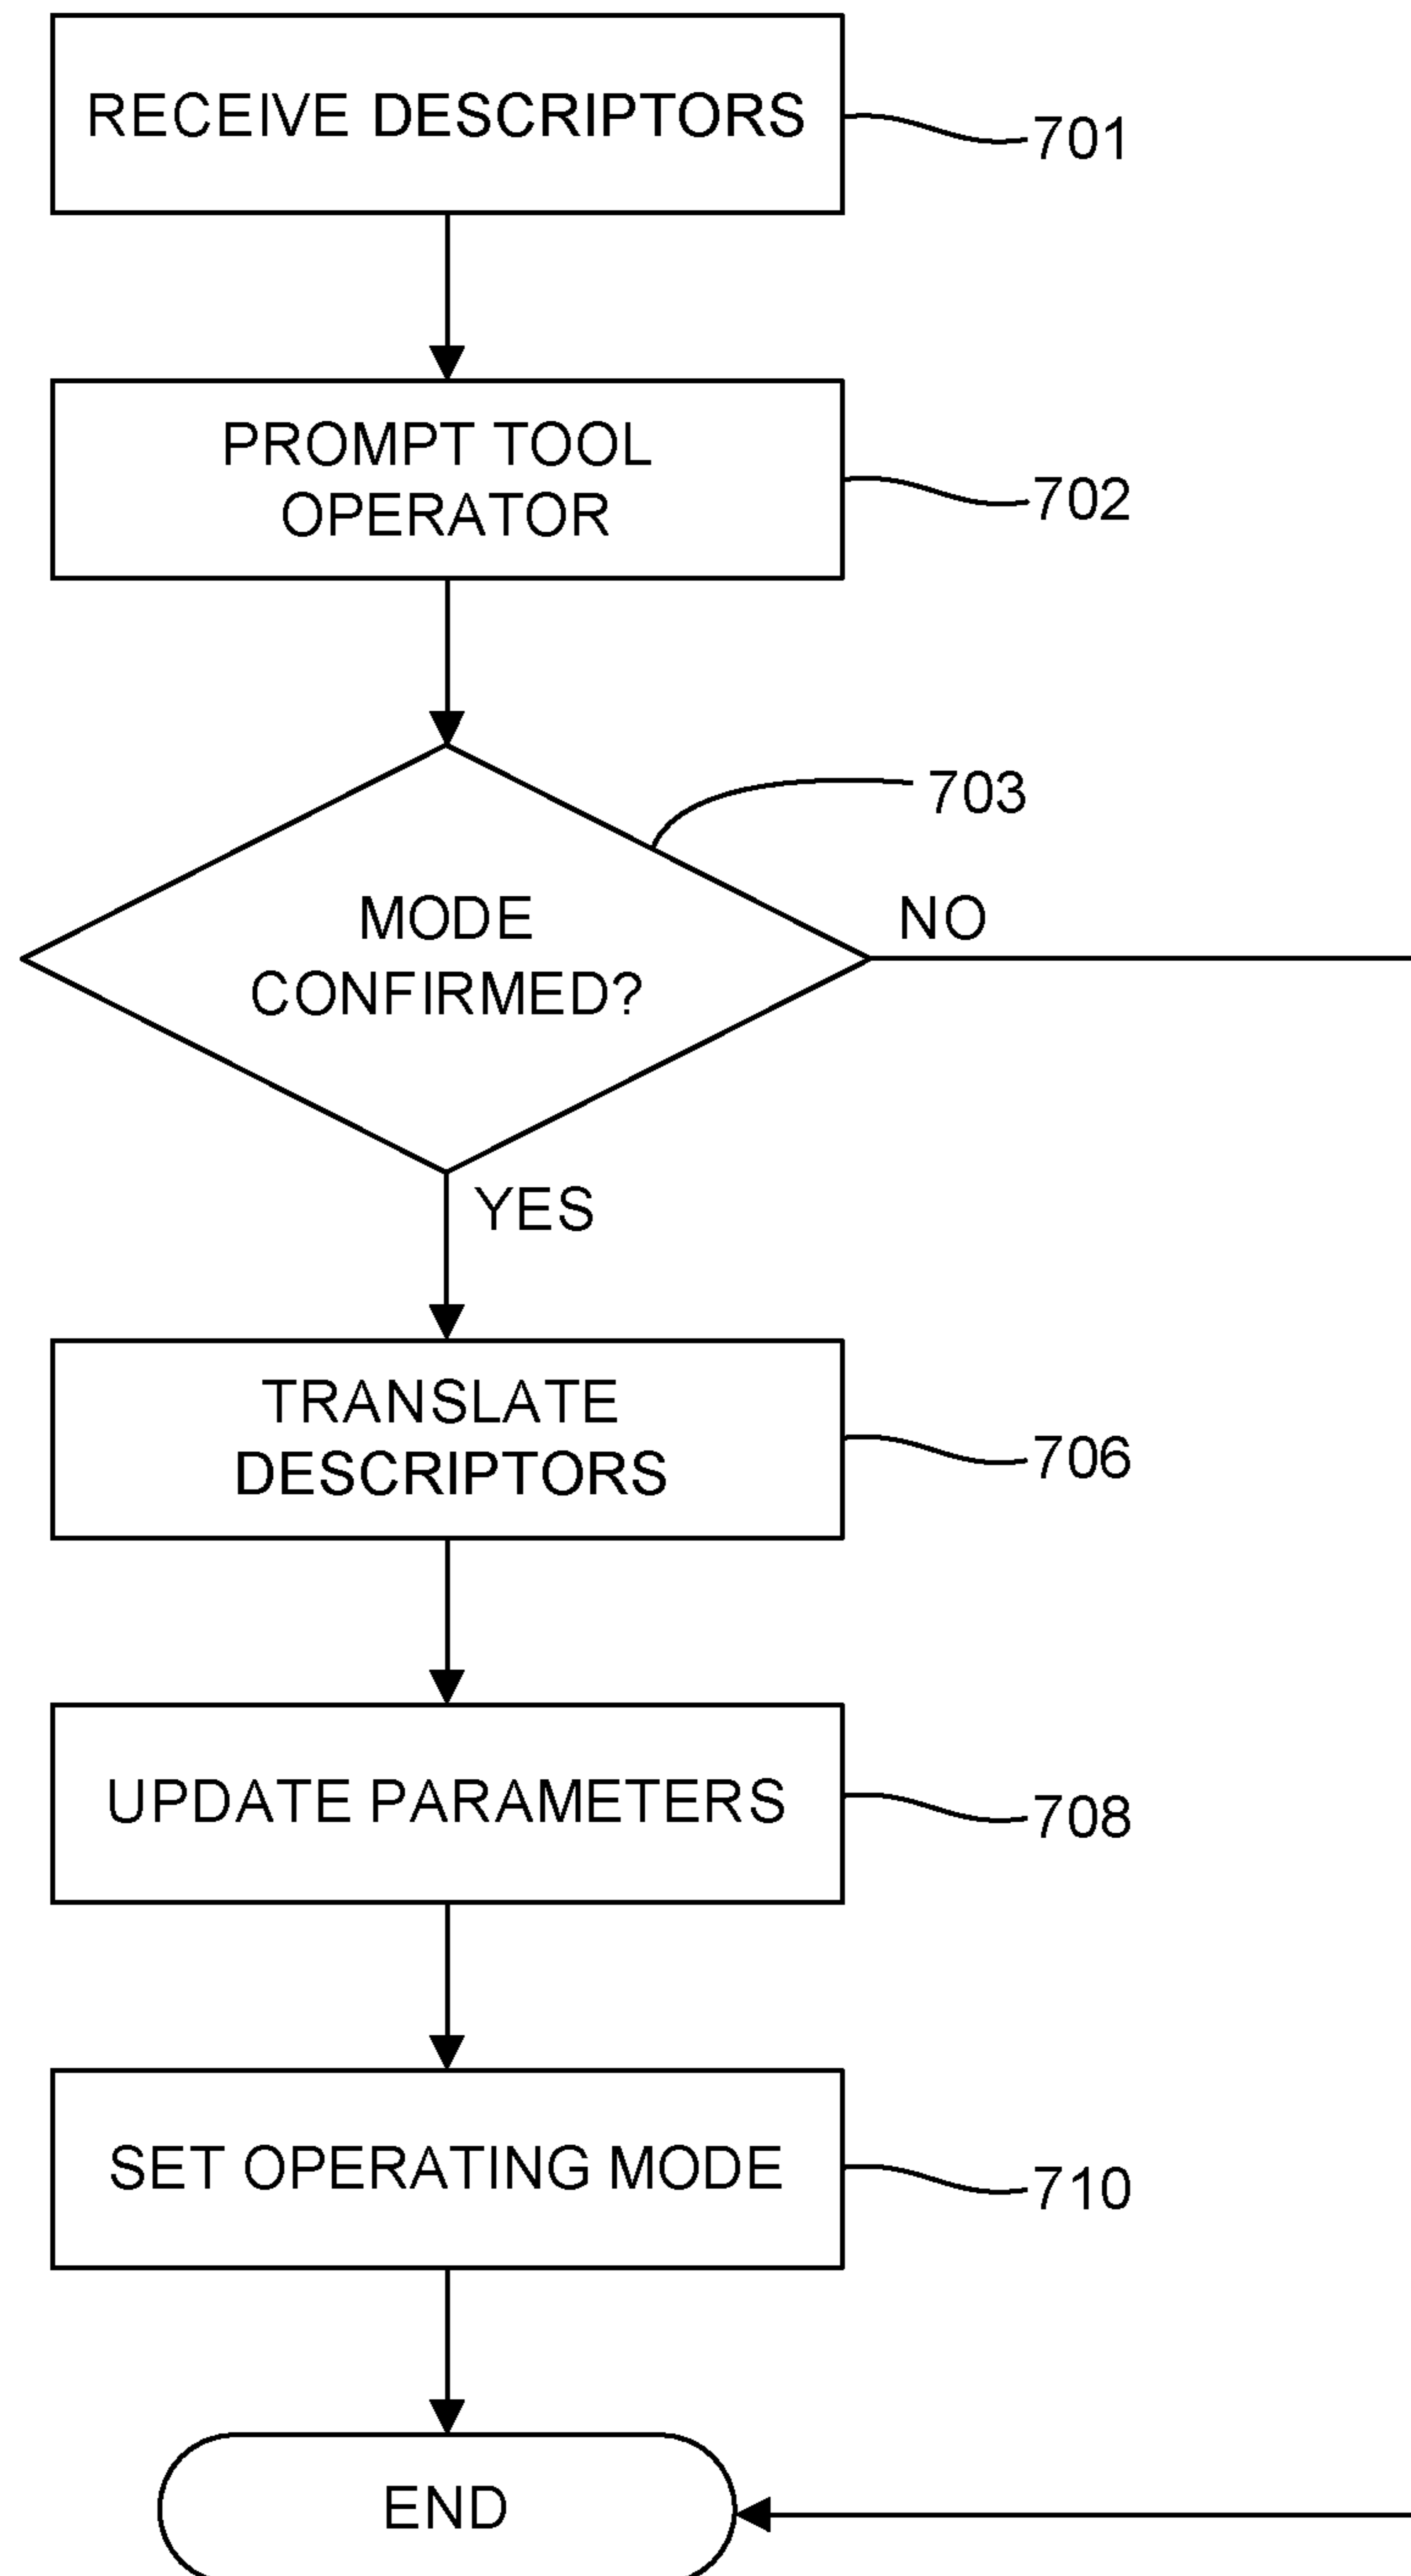 RECEIVE DESCRIPTORS
701
PROMPT TOOL
OPERATOR
702
703
MODE
CONFIRMED?
NO
YES
TRANSLATE
DESCRIPTORS
706
UPDATE PARAMETERS
708
SET OPERATING MODE
710
END